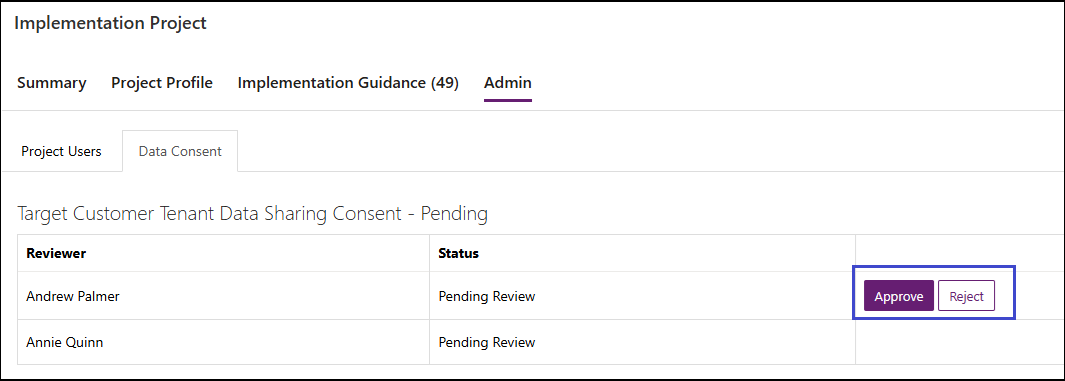 Implementation Project
Summary Project Profile Implementation Guidance (49) Admin
Project Users Data Consent
Target Customer Tenant Data Sharing Consent - Pending
Reviewer Status
Andrew Palmer Pending Review Approve Reject
Annie Quinn Pending Review